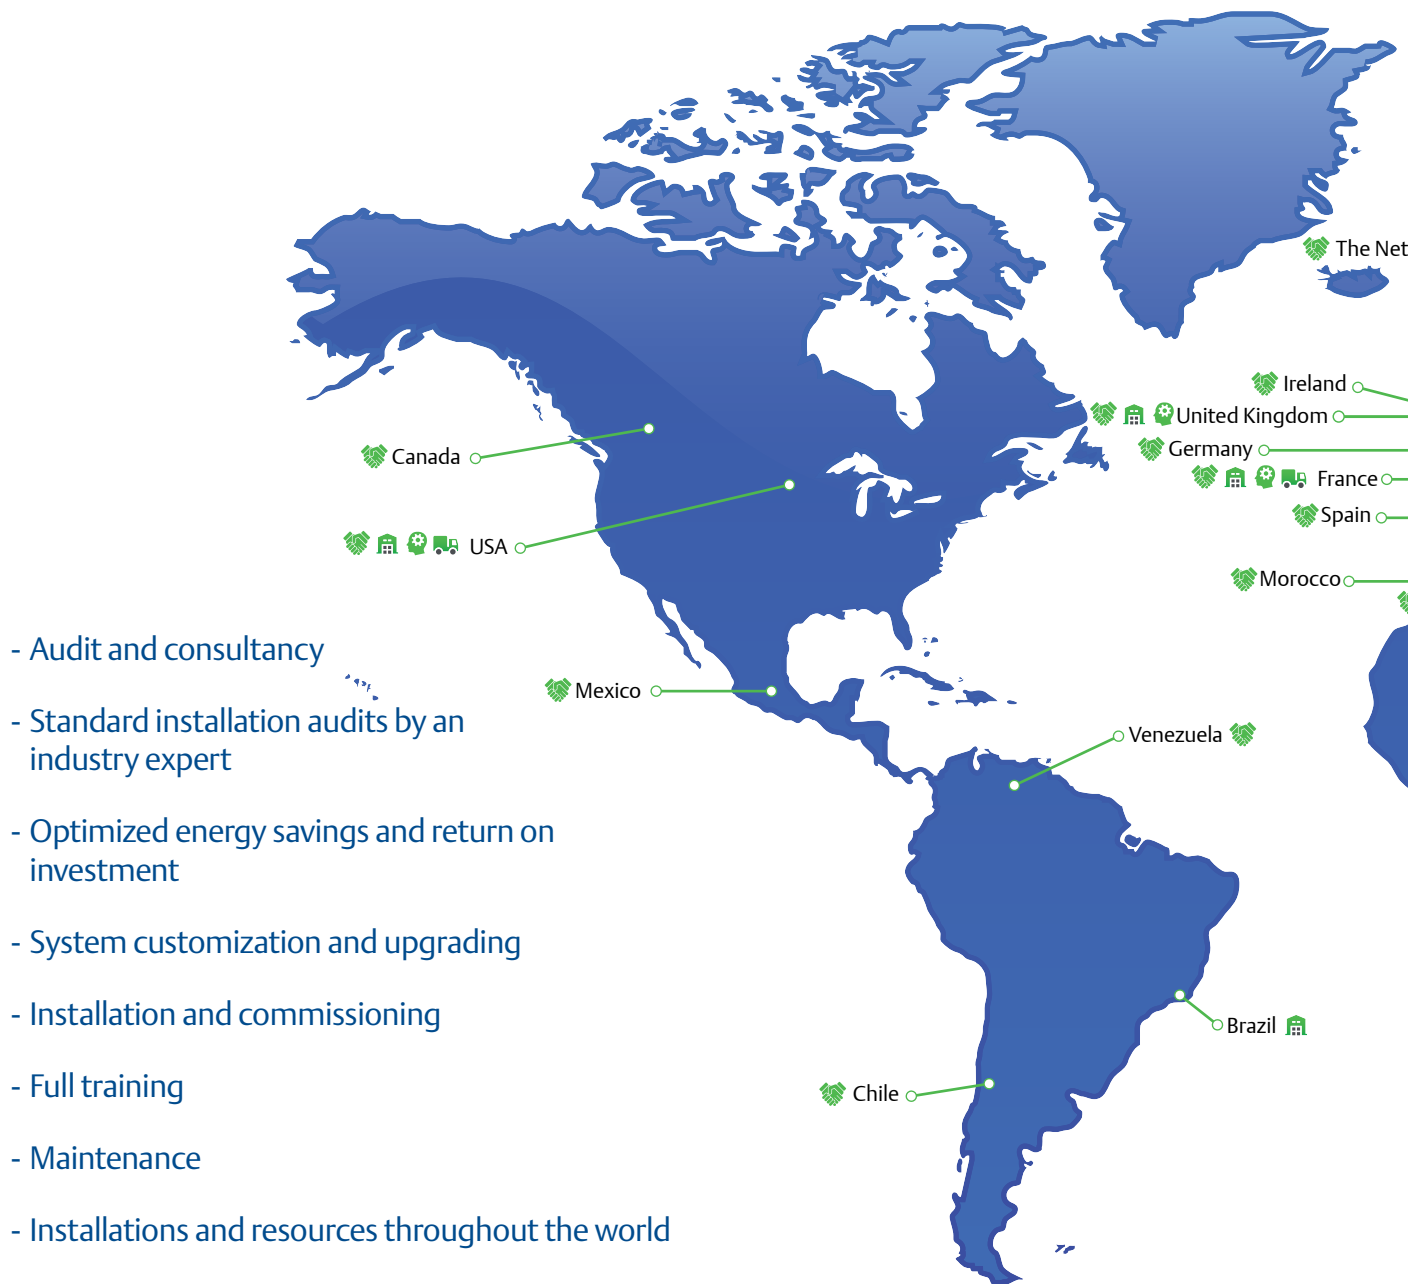 The Net
Ireland
United Kingdom
Germany
France
Spain
Morocco
Canada
USA
Mexico
Venezuela
Brazil
Chile
- Audit and consultancy
- Standard installation audits by an
industry expert
- Optimized energy savings and return on
investment
- System customization and upgrading
- Installation and commissioning
- Full training
- Maintenance
- Installations and resources throughout the world